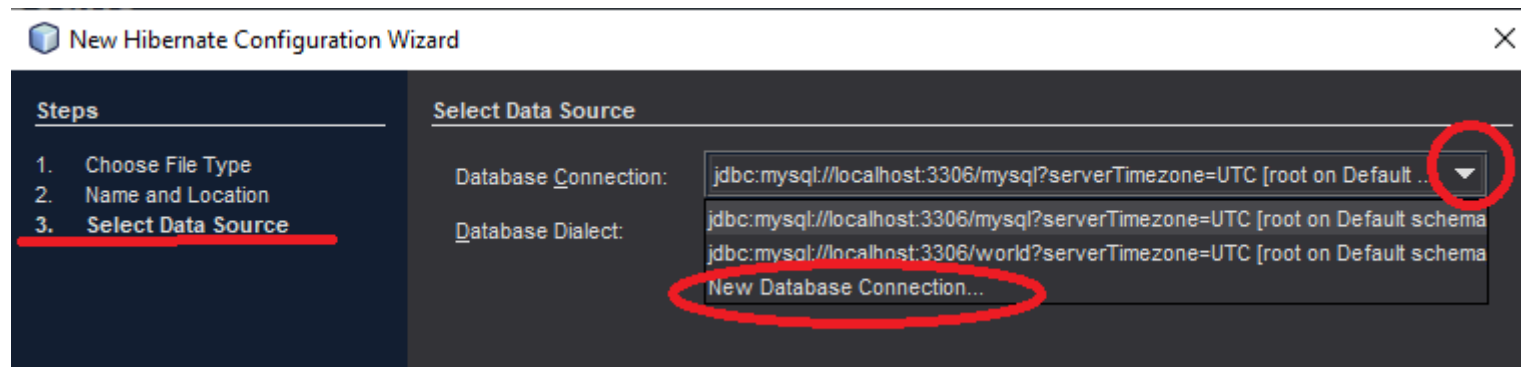 New Hibernate Configuration Wizard
Steps
1. Choose File Type
2. Name and Location
3. Select Data Source
Select Data Source
Database Connection:
jdbc:mysql://localhost:3306/mysql?serverTimezone=UTC [root on Default ...
jdbc:mysql://localhost:3306/mysql?serverTimezone=UTC [root on Default schema
Database Dialect:
jdbc:mysql://localhost:3306/world?serverTimezone=UTC [root on Default schema
New Database Connection...